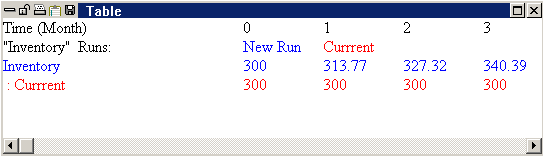 Table
Time (Month) 0 1 2 3
"Inventory" Runs: New Run Currrent
Inventory 300 313.77 327.32 340.39
: Currrent 300 300 300 300